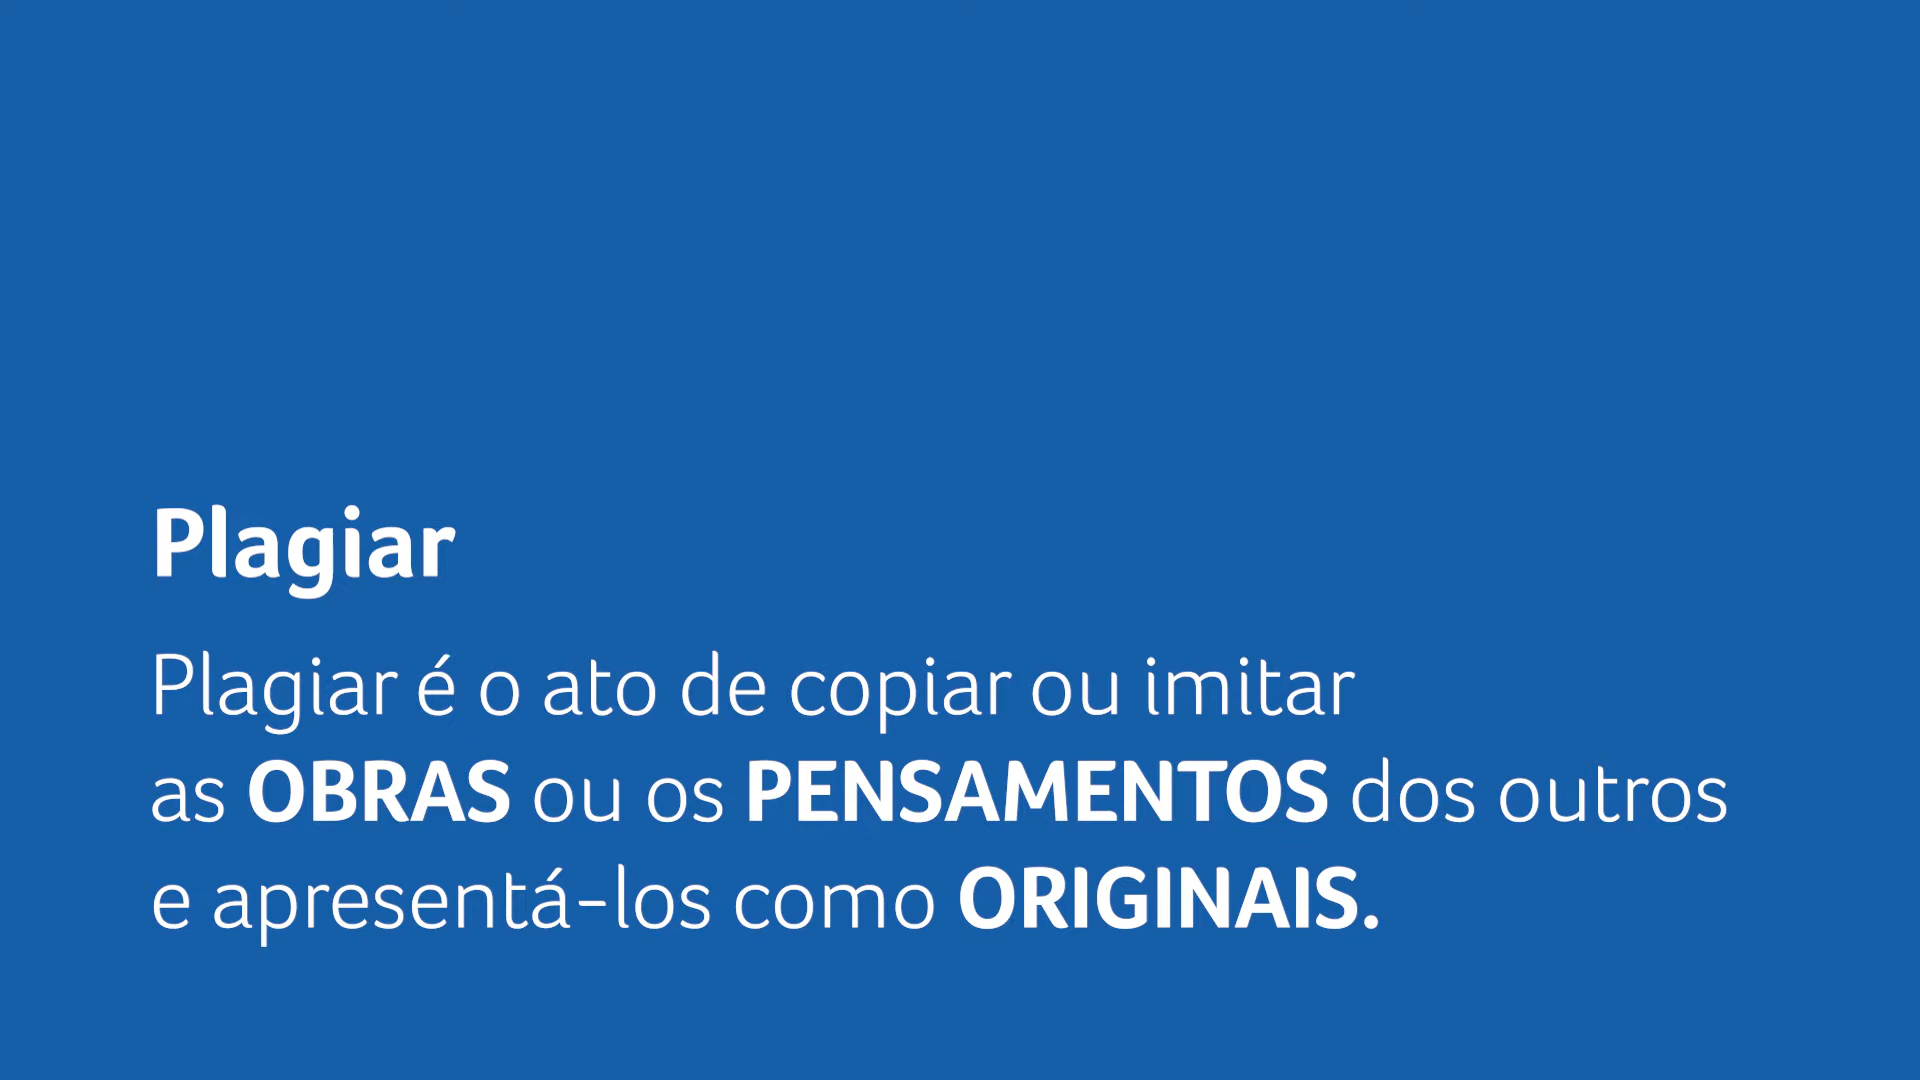 Plagiar
Plagiar é o ato de copiar ou imitar
as OBRAS ou os PENSAMENTOS dos outros
e apresentá-los como ORIGINAIS.